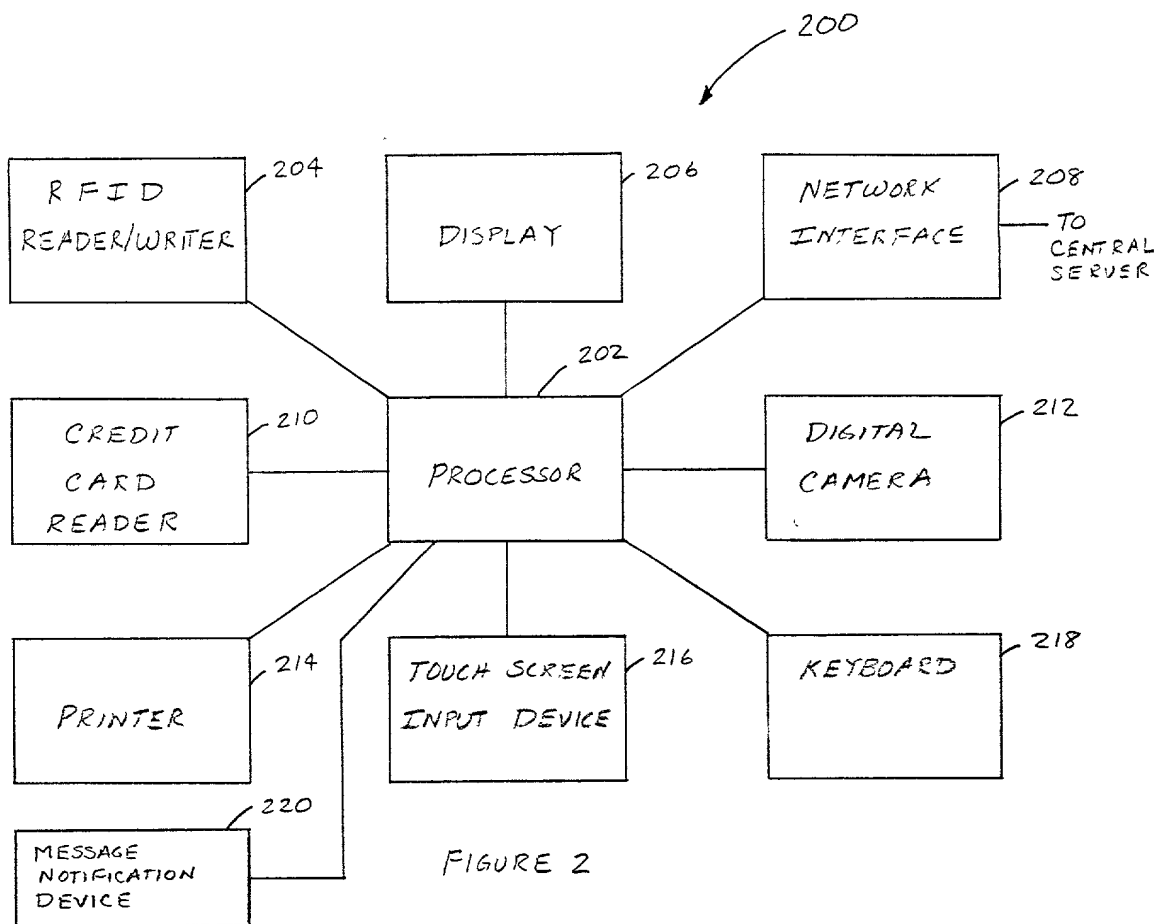 200
RFID
READER/WRITER
204
DISPLAY
206
NETWORK
INTERFACE
208
TO
CENTRAL
SERVER
202
PROCESSOR
CREDIT
CARD
READER
210
DIGITAL
CAMERA
212
PRINTER
214
TOUCH SCREEN
INPUT DEVICE
216
KEYBOARD
218
220
MESSAGE
NOTIFICATION
DEVICE
FIGURE 2